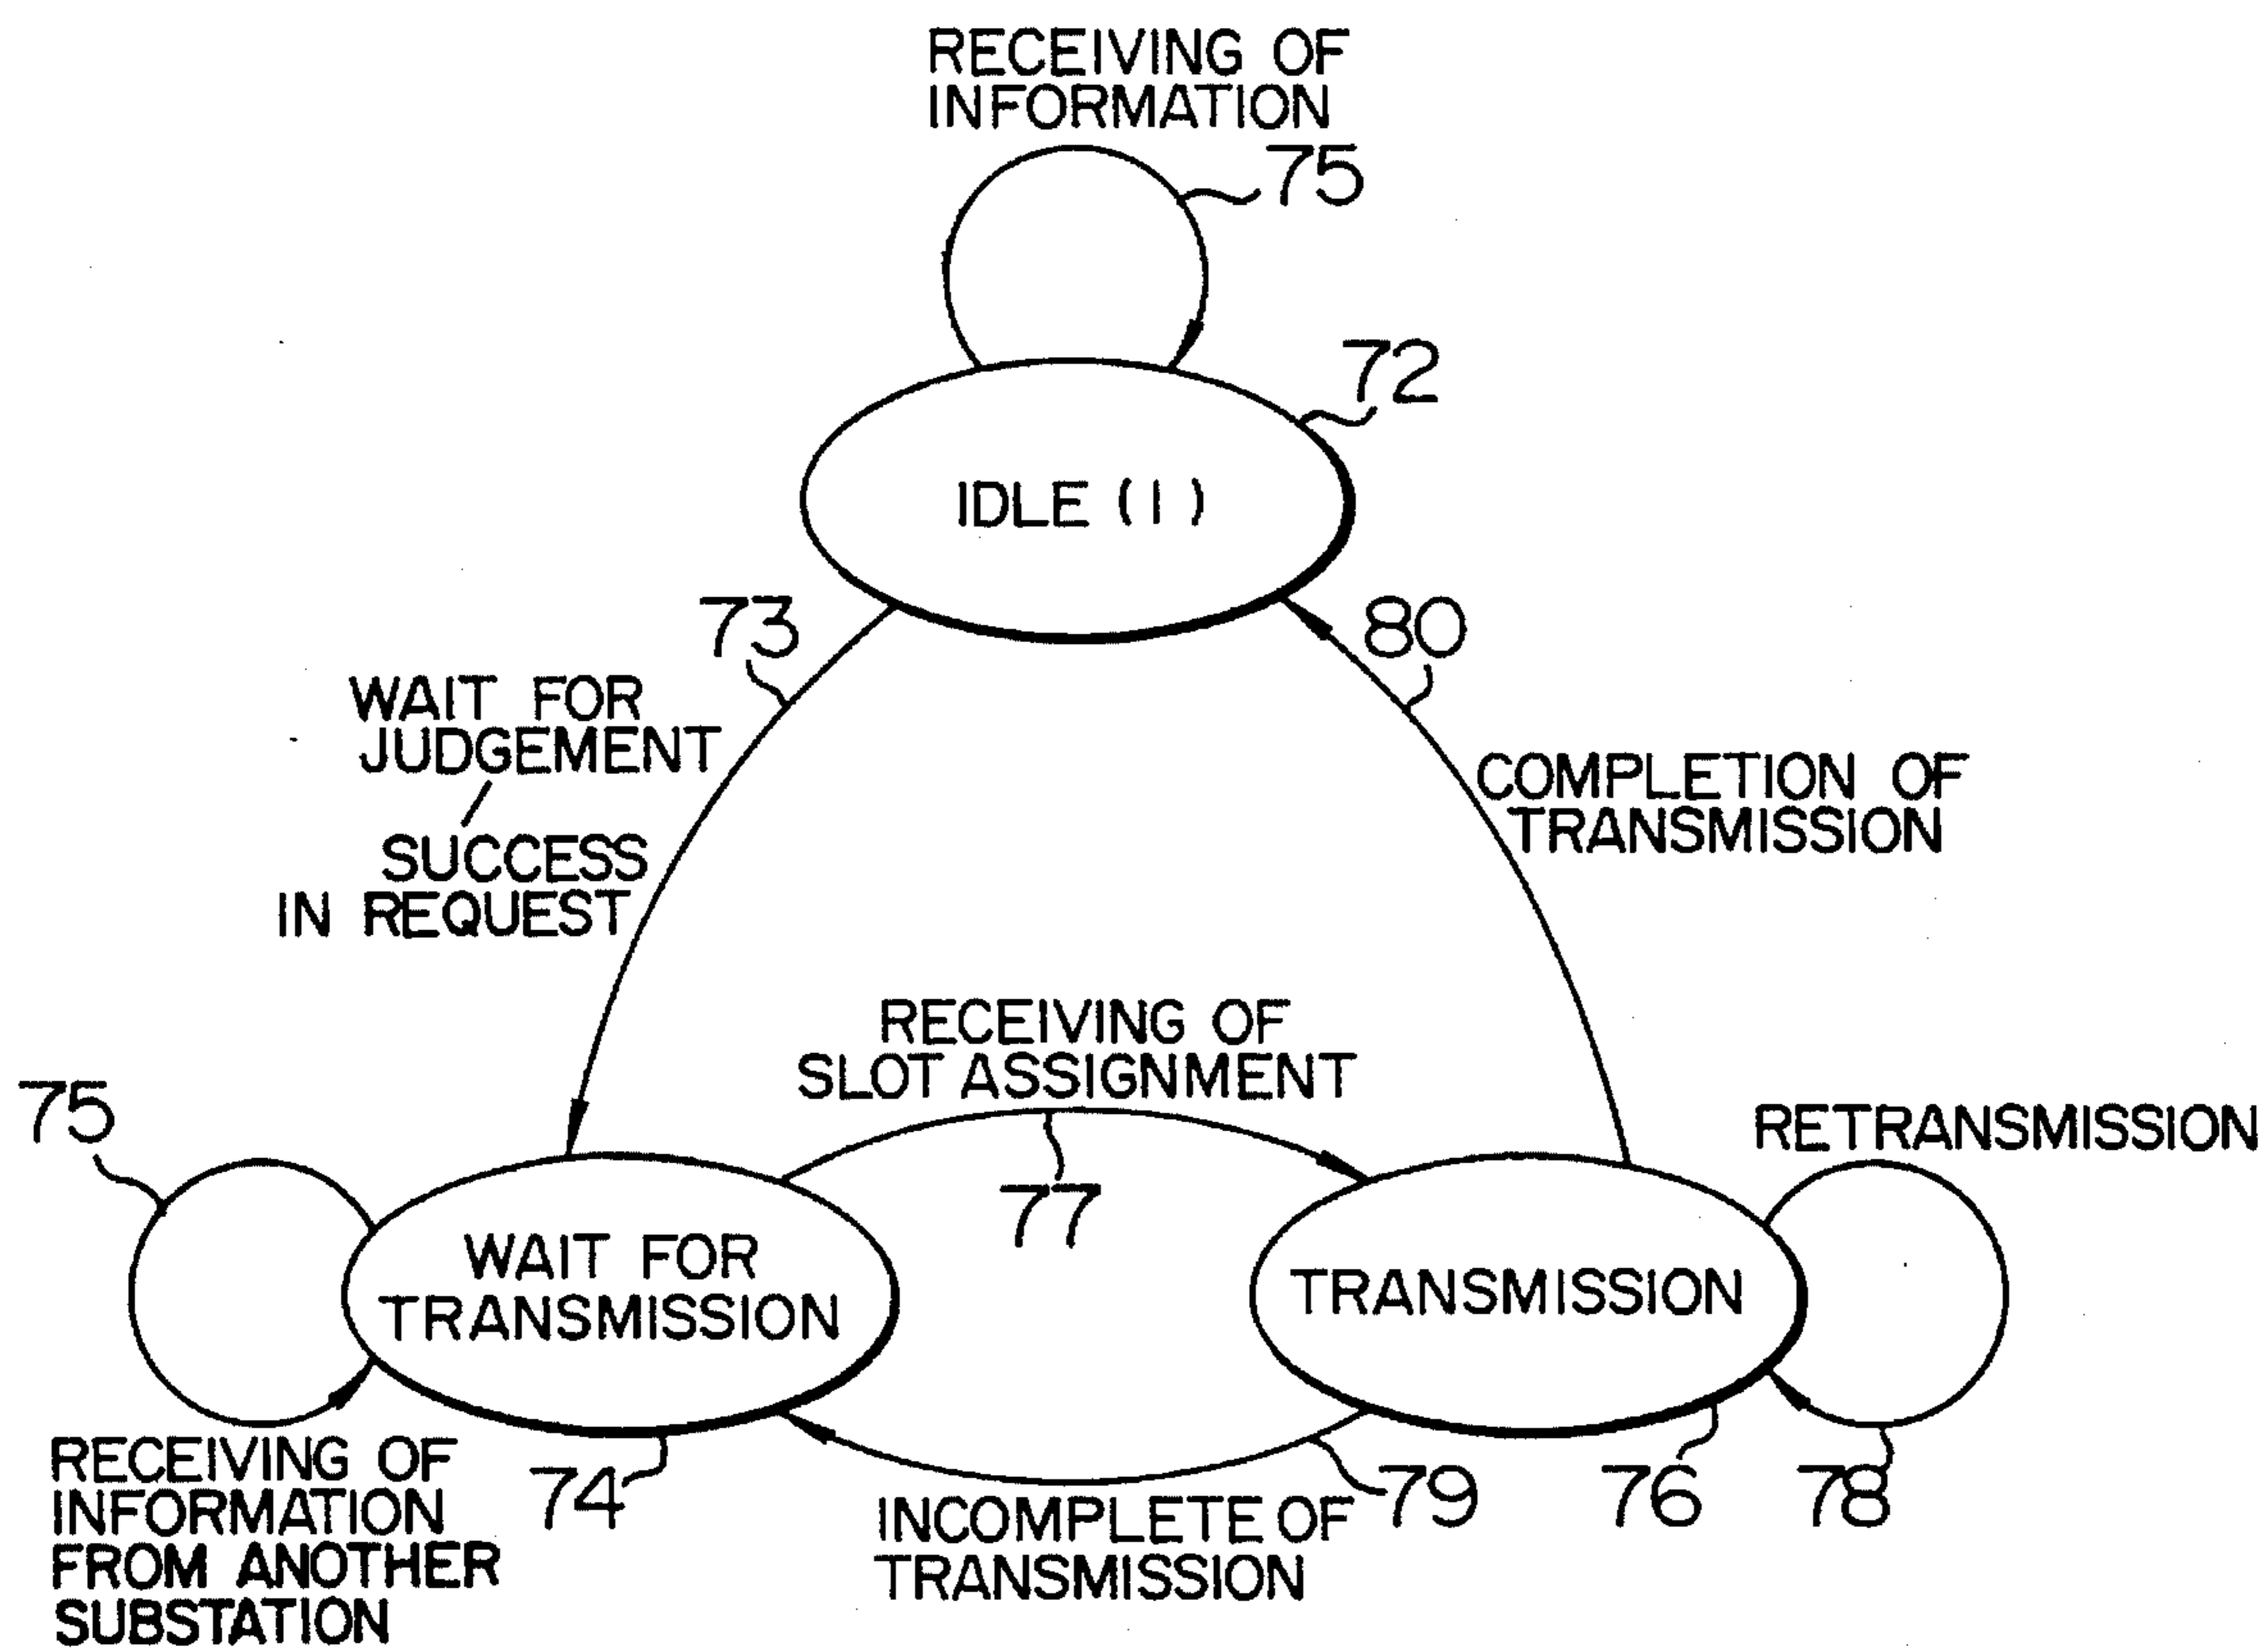 RECEIVING OF
INFORMATION
75
72
IDLE (I)
73
80
WAIT FOR
JUDGEMENT
/
SUCCESS
IN REQUEST
COMPLETION OF
TRANSMISSION
RECEIVING OF
SLOT ASSIGNMENT
75
RETRANSMISSION
77
WAIT FOR
TRANSMISSION
TRANSMISSION
RECEIVING OF
INFORMATION
FROM ANOTHER
SUBSTATION
74
79
76
78
INCOMPLETE OF
TRANSMISSION